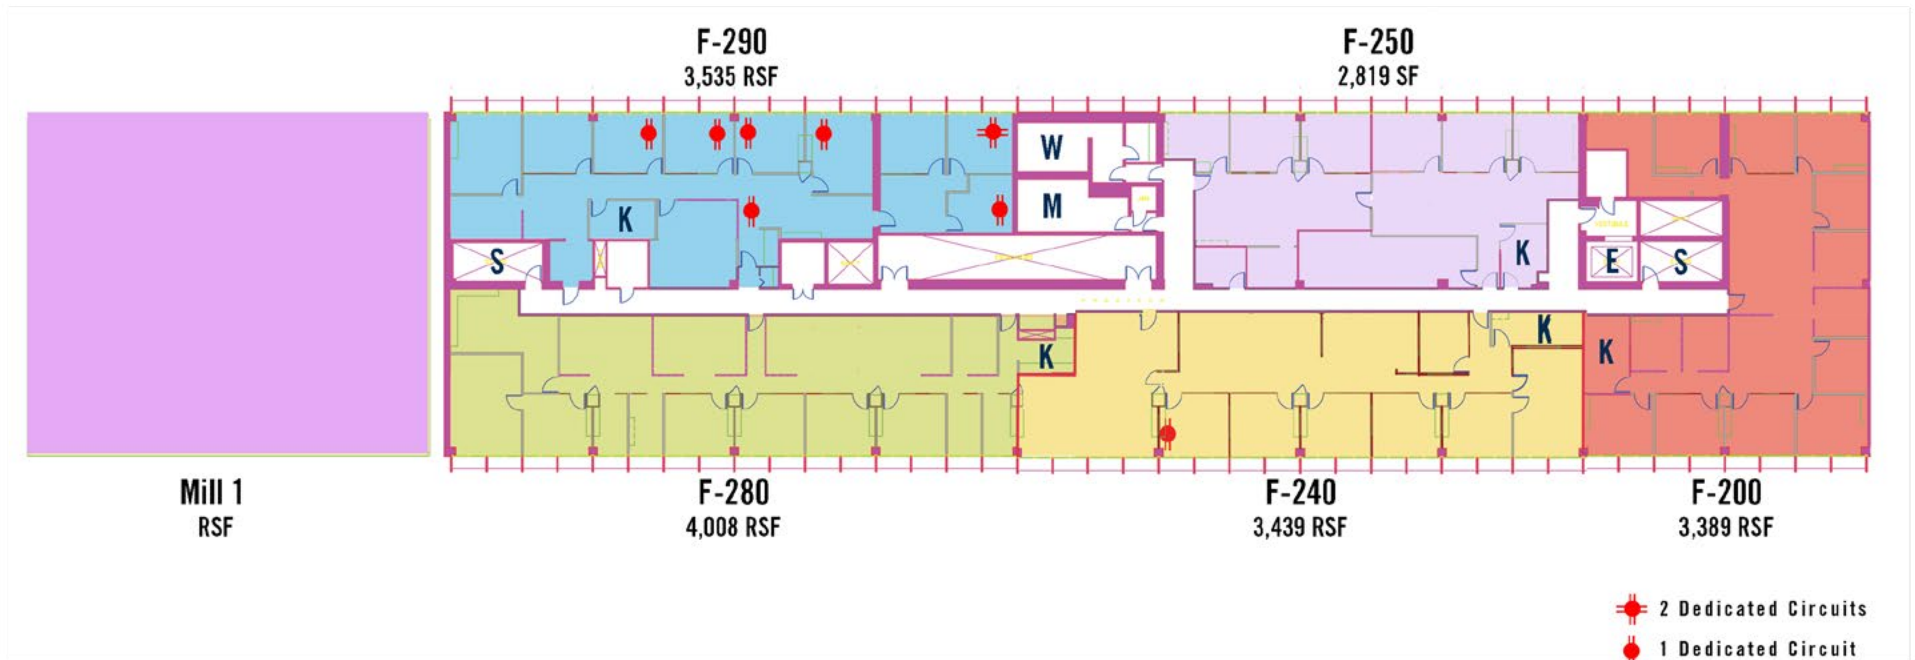 F-290
3,535 RSF
F-250
2,819 SF
W
M
K
S
K
E
S
K
K
K
Mill 1
RSF
F-280
4,008 RSF
F-240
3,439 RSF
F-200
3,389 RSF
2 Dedicated Circuits
1 Dedicated Circuit